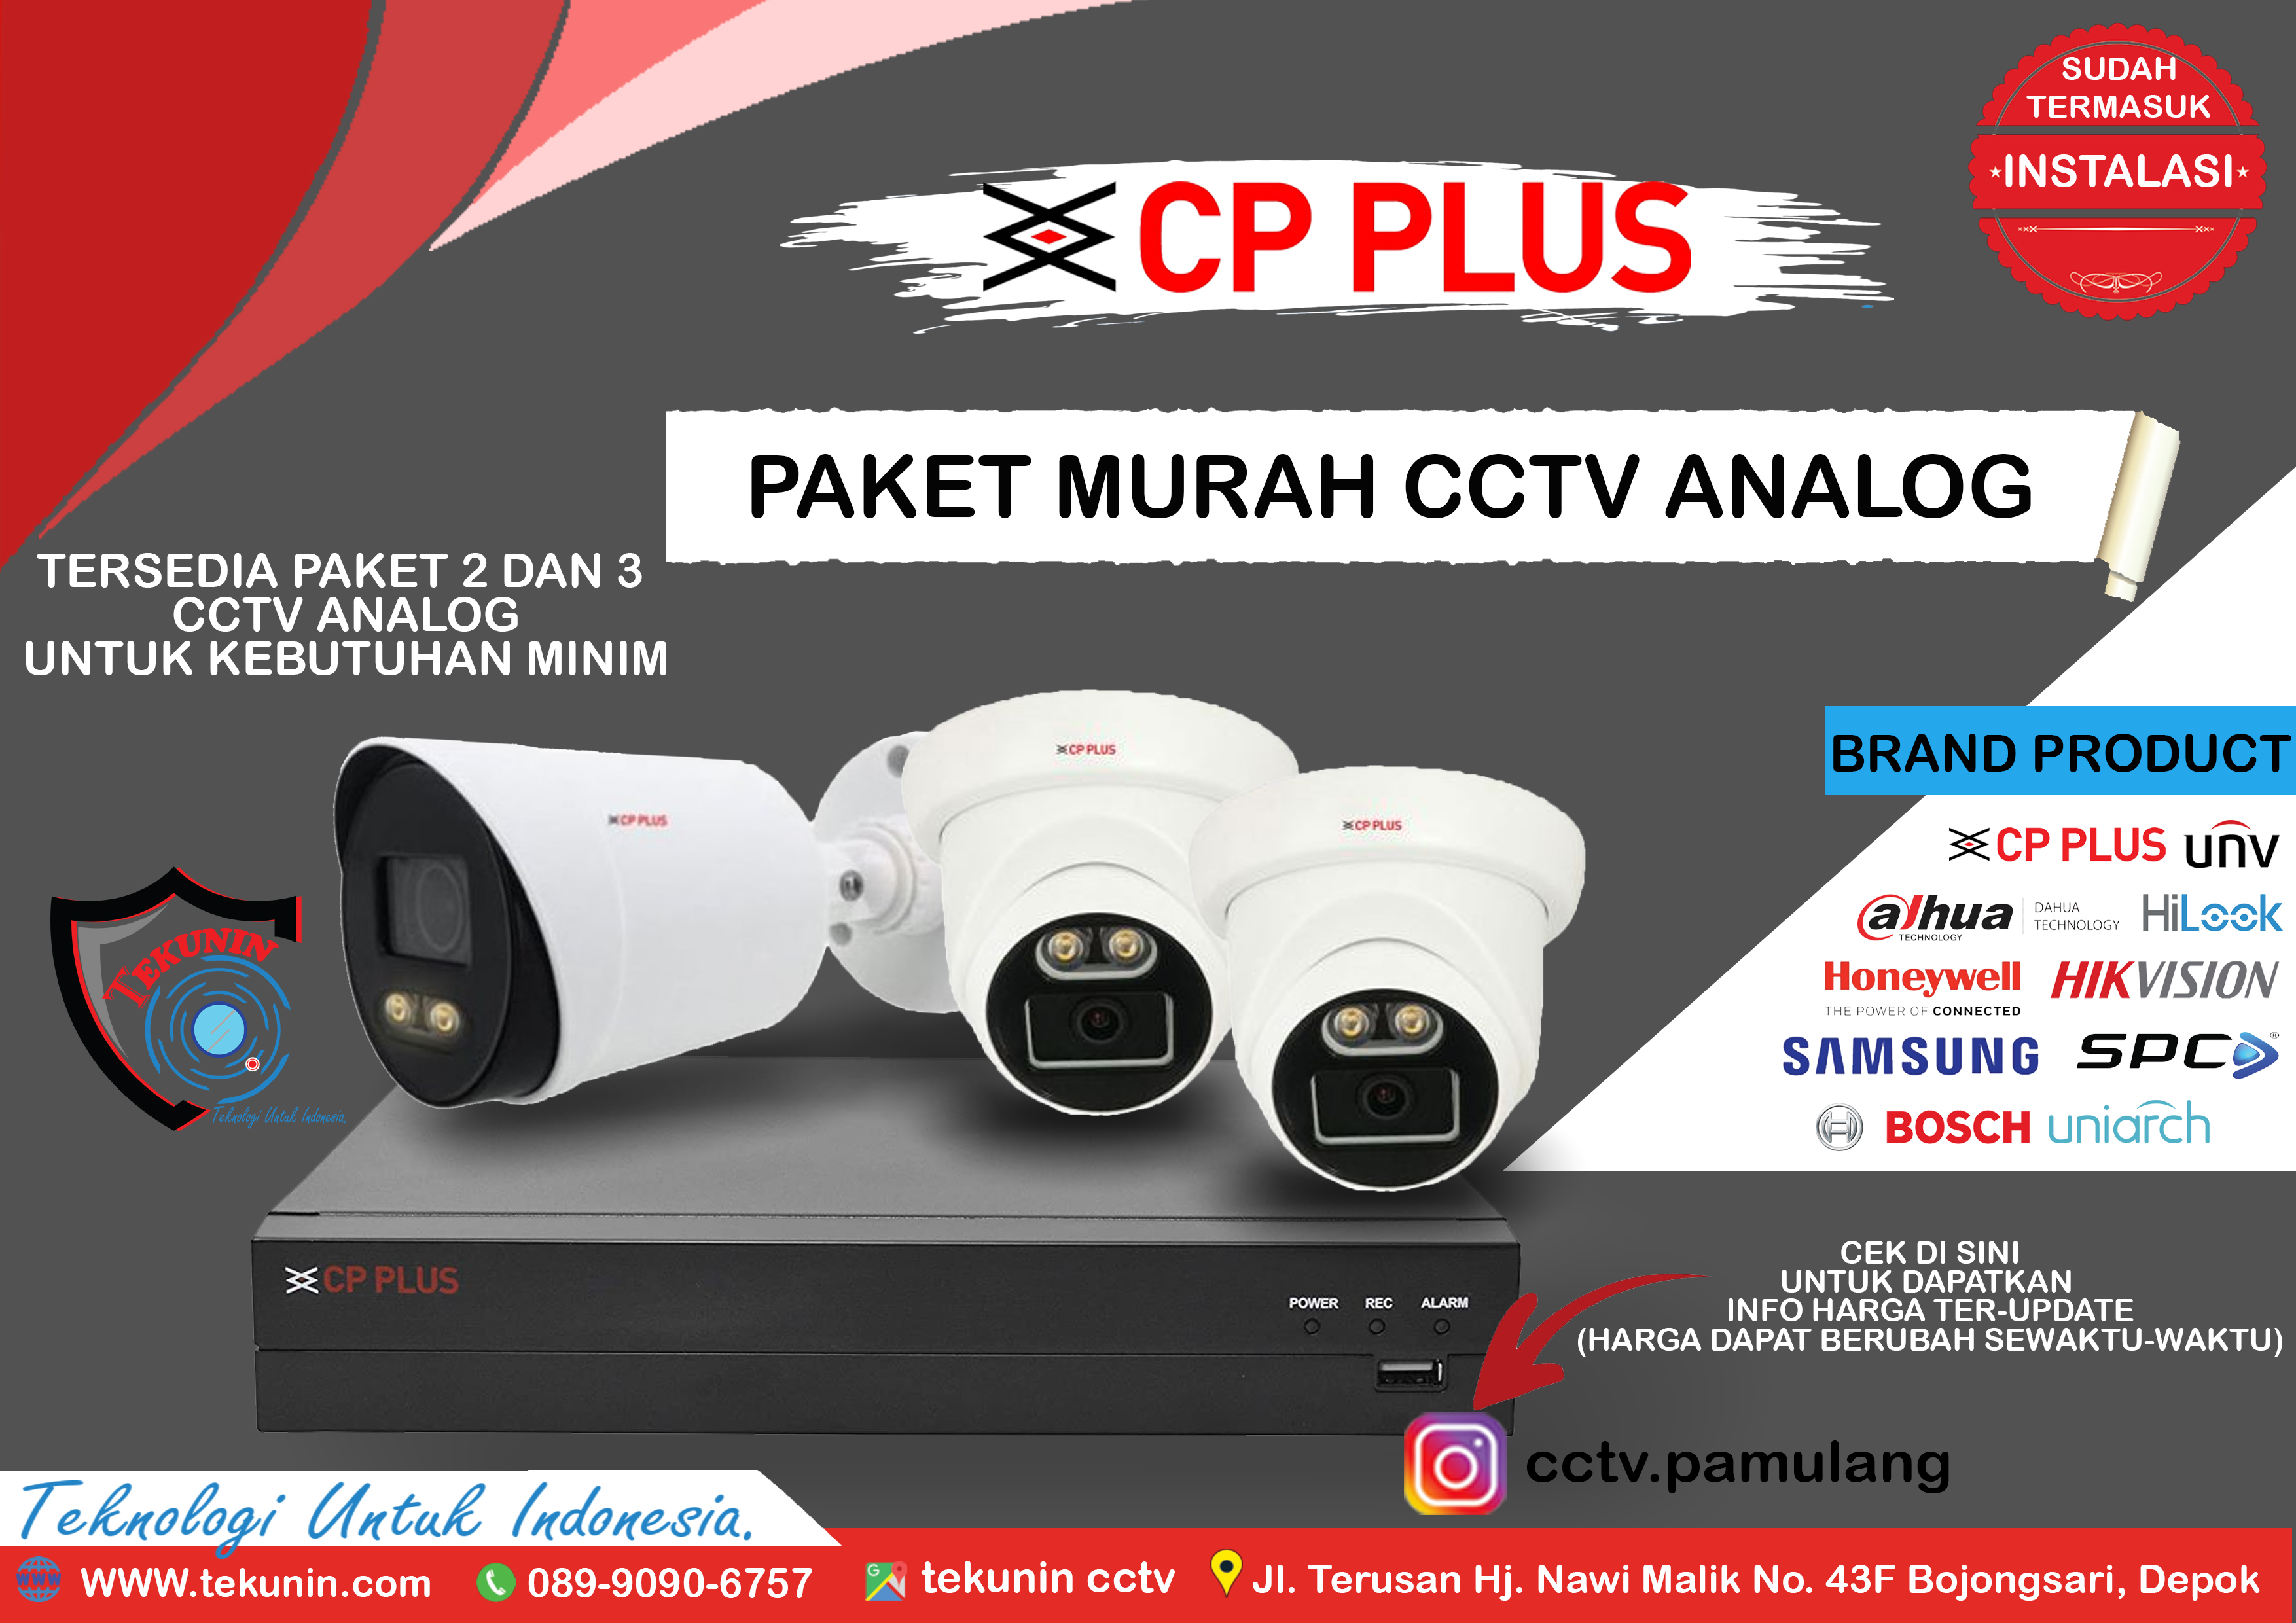 SUDAH
TERMASUK
INSTALASI
CP PLUS
PAKET MURAH CCTV ANALOG
TERSEDIA PAKET 2 DAN 3
CCTV ANALOG
UNTUK KEBUTUHAN MINIM
BRAND PRODUCT
CP PLUS unv
alhua TECHNOLOGY DAHUA TECHNOLOGY HiLook
Honeywell HIKVISION
THE POWER OF CONNECTED
SAMSUNG SPC
BOSCH uniarch
CP PLUS
CP PLUS
CP PLUS
TEKUNIN
Teknologi Untuk Indonesia.
CP PLUS
POWER REC ALARM
CEK DI SINI
UNTUK DAPATKAN
INFO HARGA TER-UPDATE
(HARGA DAPAT BERUBAH SEWAKTU-WAKTU)
cctv.pamulang
Teknologi Untuk Indonesia.
WWW WWW.tekunin.com 089-9090-6757 G tekunin cctv Jl. Terusan Hj. Nawi Malik No. 43F Bojongsari, Depok